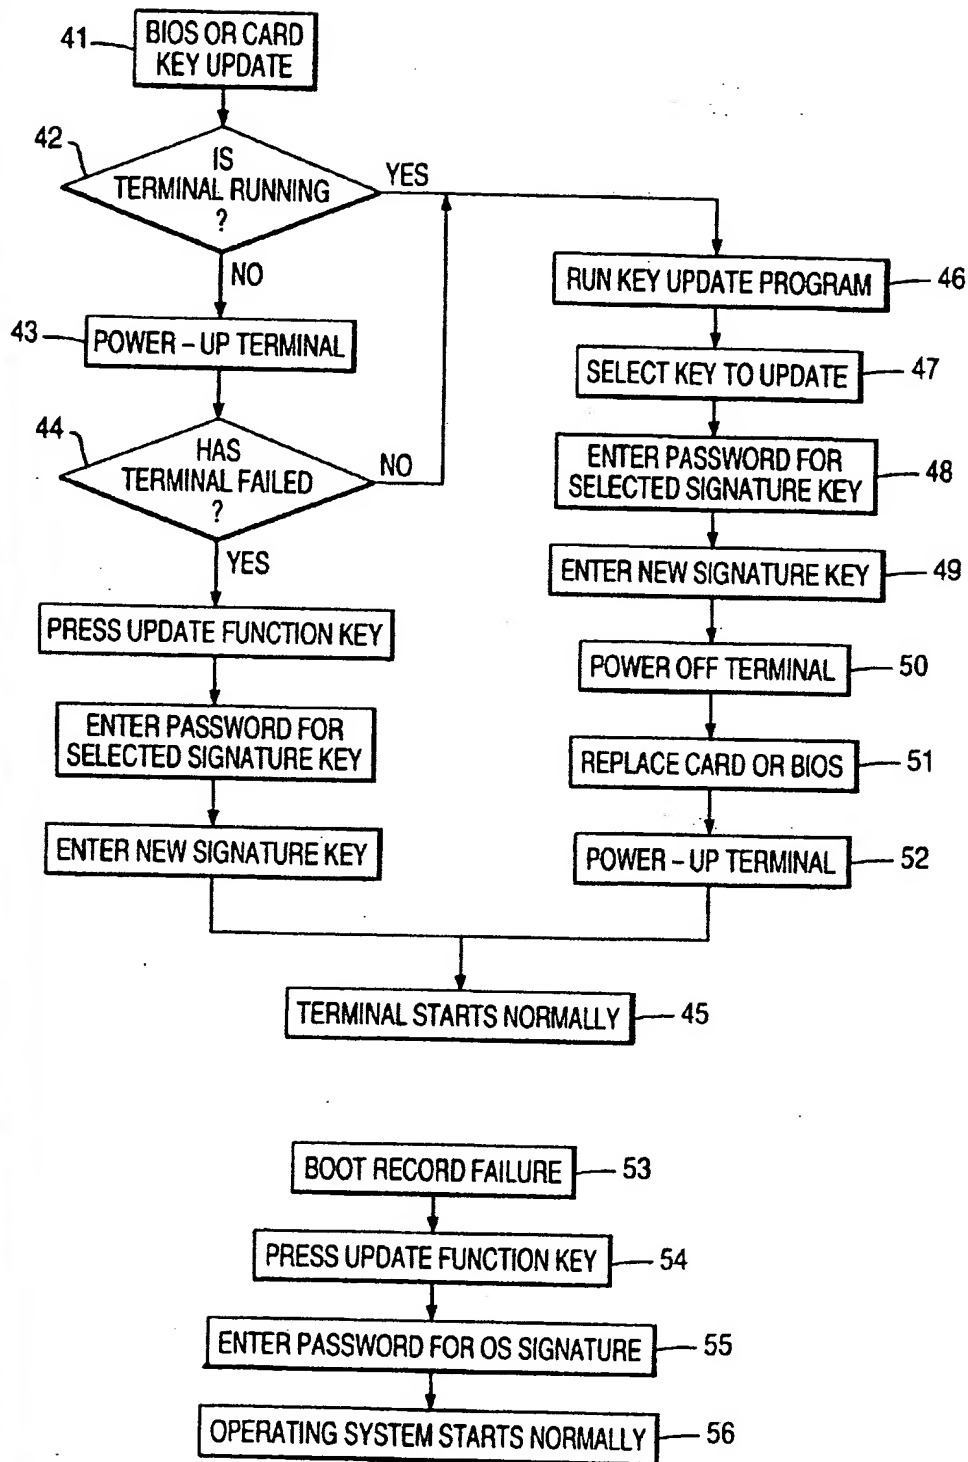 41
BIOS OR CARD
KEY UPDATE
42
IS
TERMINAL RUNNING
?
YES
NO
43
POWER – UP TERMINAL
44
HAS
TERMINAL FAILED
?
NO
YES
PRESS UPDATE FUNCTION KEY
ENTER PASSWORD FOR
SELECTED SIGNATURE KEY
ENTER NEW SIGNATURE KEY
RUN KEY UPDATE PROGRAM
46
SELECT KEY TO UPDATE
47
ENTER PASSWORD FOR
SELECTED SIGNATURE KEY
48
ENTER NEW SIGNATURE KEY
49
POWER OFF TERMINAL
50
REPLACE CARD OR BIOS
51
POWER – UP TERMINAL
52
TERMINAL STARTS NORMALLY
45
BOOT RECORD FAILURE
53
PRESS UPDATE FUNCTION KEY
54
ENTER PASSWORD FOR OS SIGNATURE
55
OPERATING SYSTEM STARTS NORMALLY
56